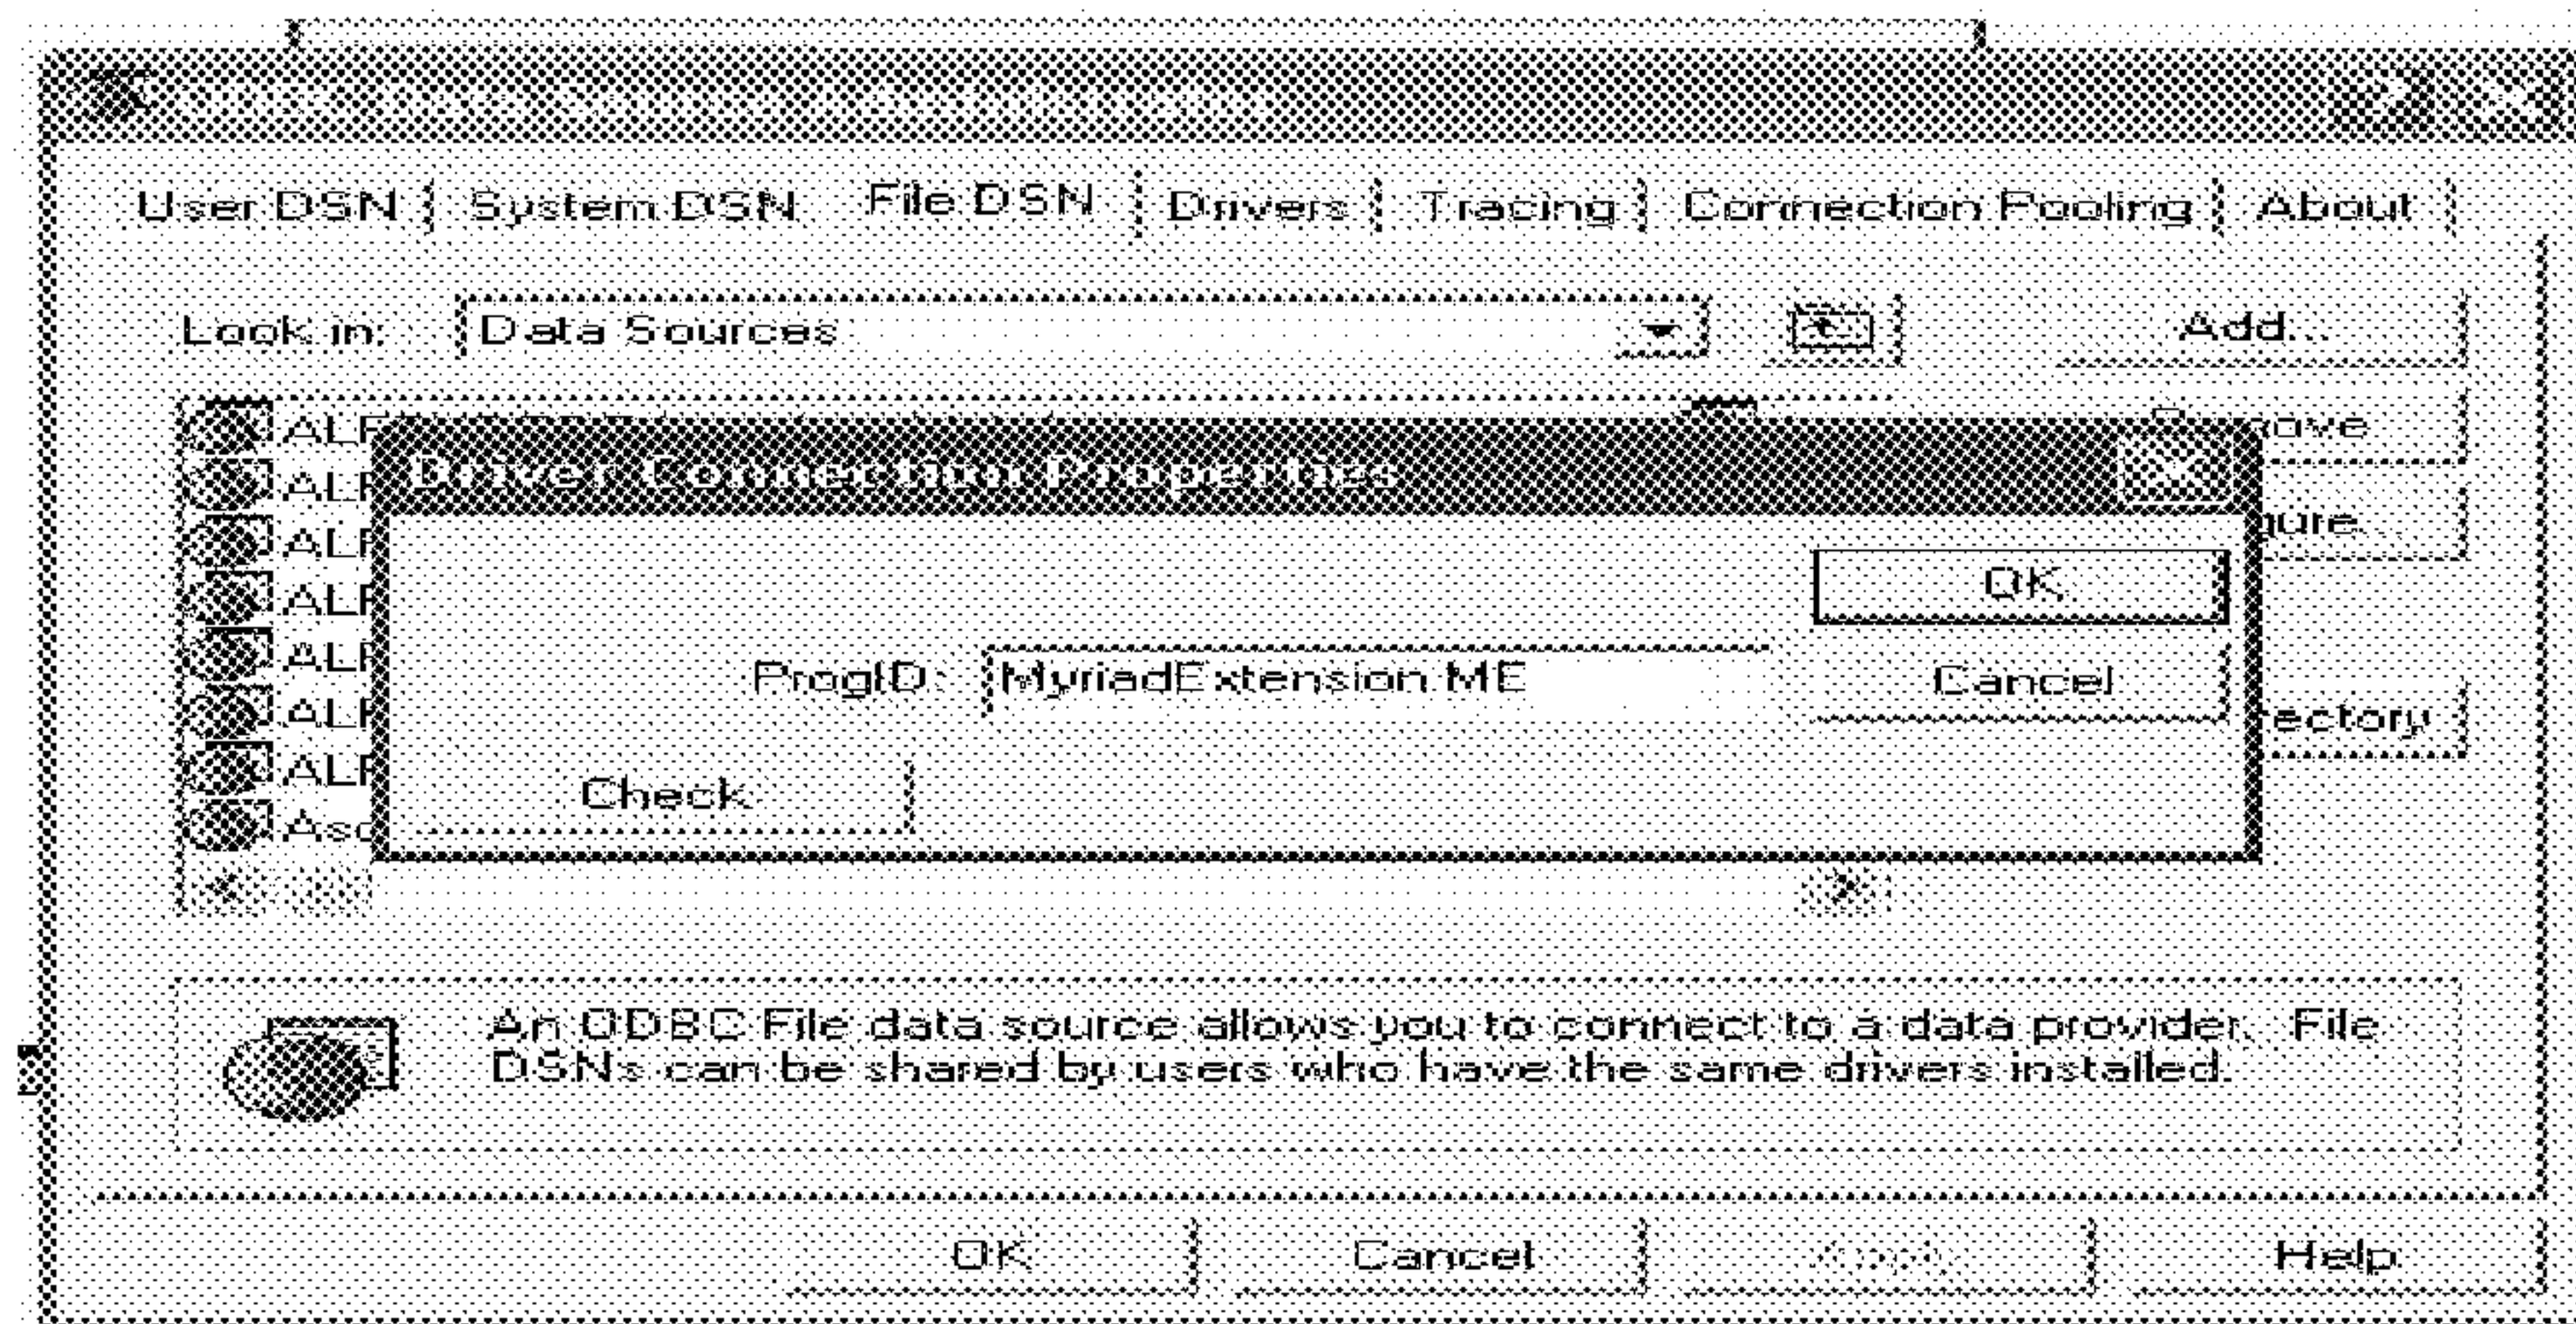 User DSN System DSN File DSN Drivers Tracing Connection Pooling About
Look in: Data Sources Add...
Driver Connection Properties
OK
ProgID: MyriadExtension.ME Cancel
Check
An ODBC File data source allows you to connect to a data provider. File
DSNs can be shared by users who have the same drivers installed.
OK Cancel Apply Help